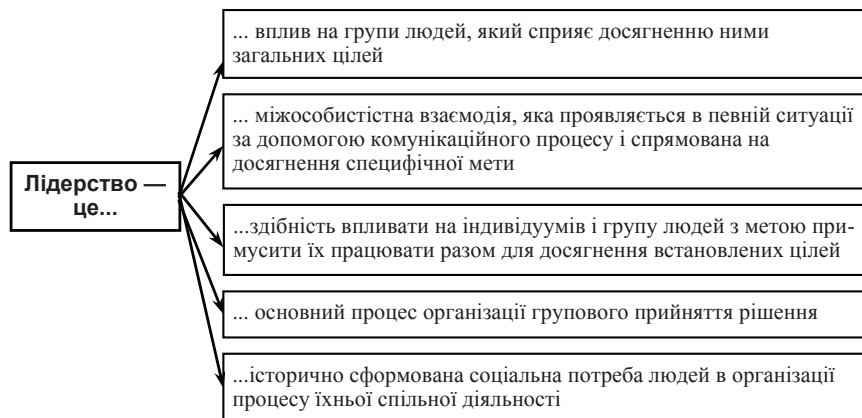 ... вплив на групи людей, який сприяє досягненню ними
загальних цілей
... міжособистістна взаємодія, яка проявляється в певній ситуації
за допомогою комунікаційного процесу і спрямована на
досягнення специфічної мети
Лідерство —
це...
...здібність впливати на індивідуумів і групу людей з метою при-
мусити їх працювати разом для досягнення встановлених цілей
... основний процес організації групового прийняття рішення
...історично сформована соціальна потреба людей в організації
процесу їхньої спільної діяльності